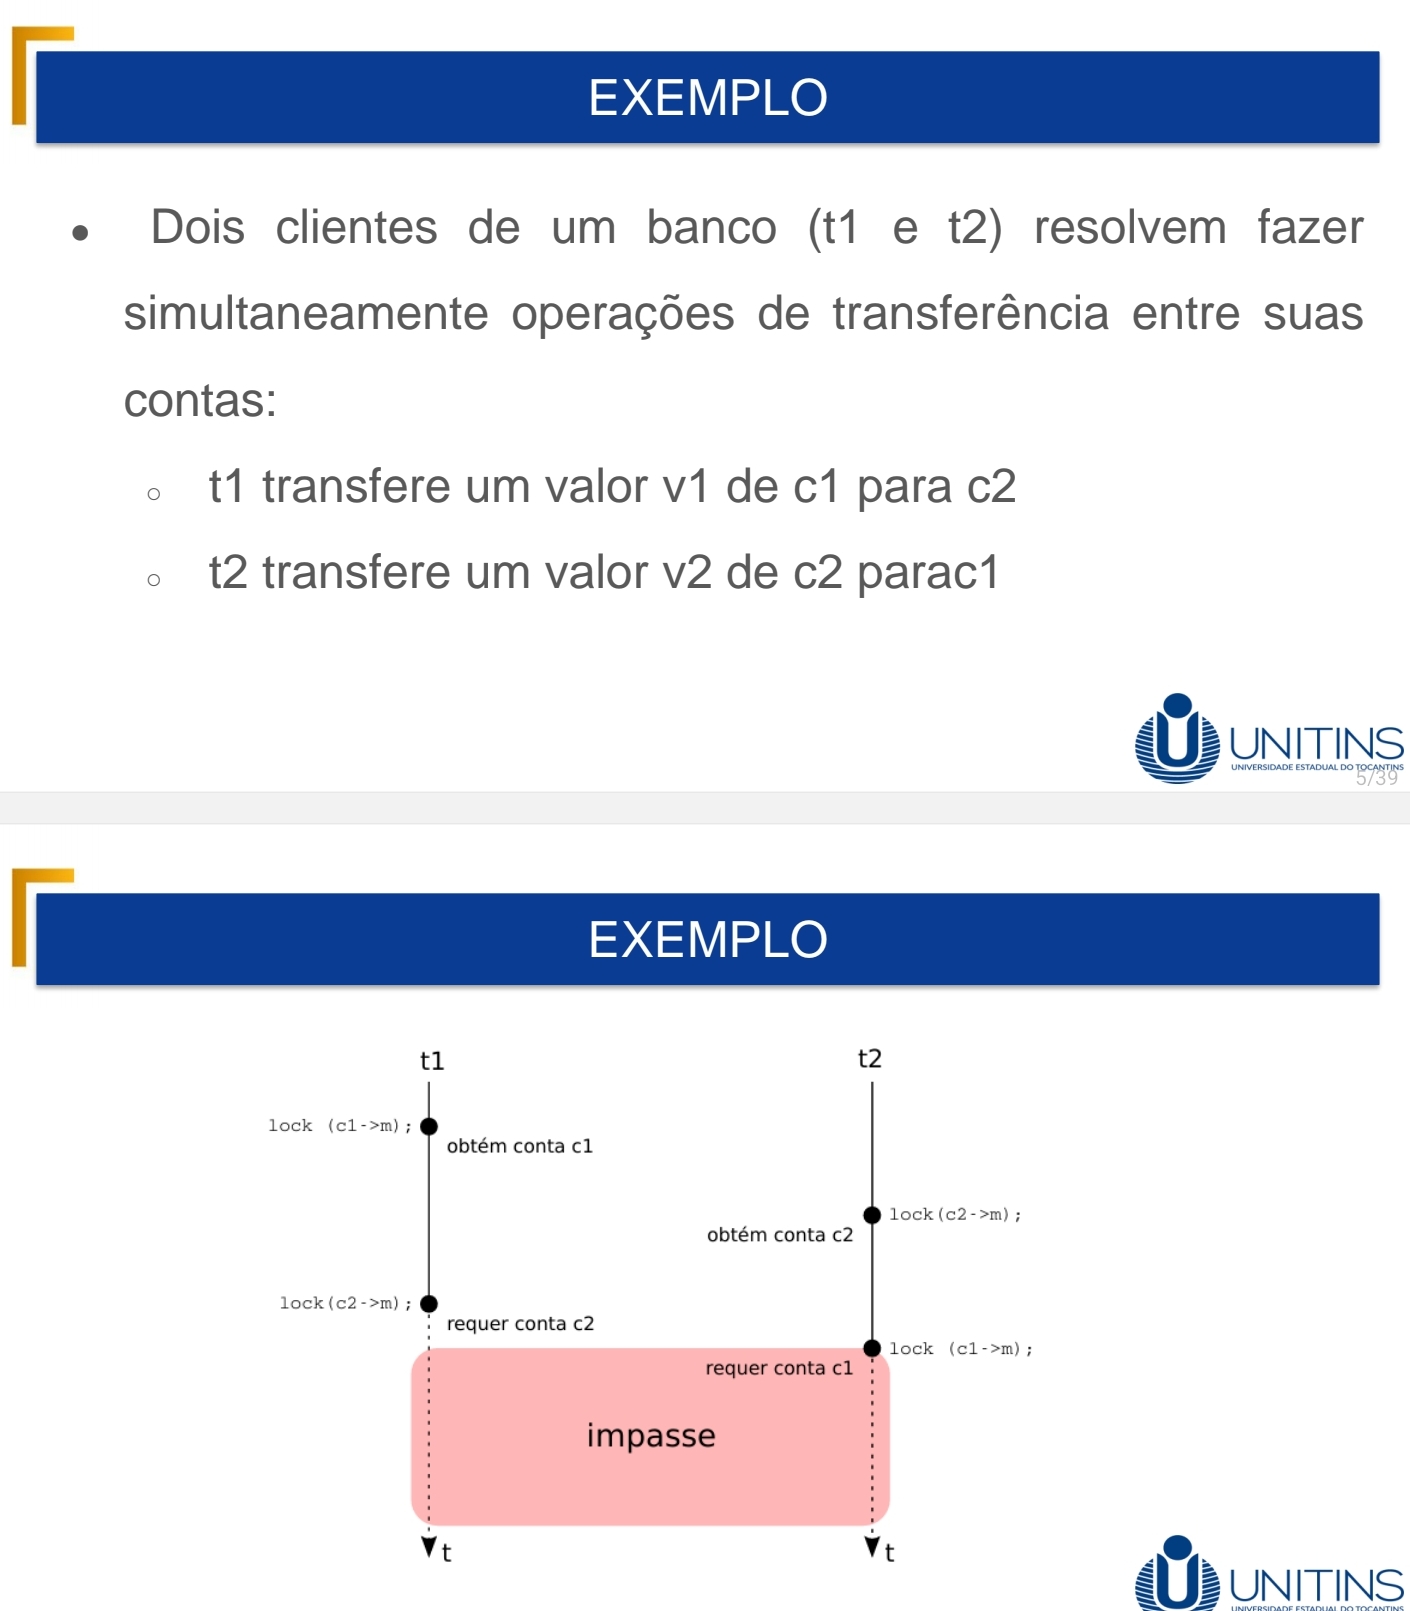 EXEMPLO
● Dois clientes de um banco (t1 e t2) resolvem fazer
simultaneamente operações de transferência entre suas
contas:
○ t1 transfere um valor v1 de c1 para c2
○ t2 transfere um valor v2 de c2 parac1
UNITINS
UNIVERSIDADE ESTADUAL DO TOCANTINS
5/39
EXEMPLO
t1
t2
lock (c1->m);
obtém conta c1
lock(c2->m);
obtém conta c2
lock(c2->m);
requer conta c2
lock (c1->m);
requer conta c1
impasse
t
t
UNITINS
UNIVERSIDADE ESTADUAL DO TOCANTINS